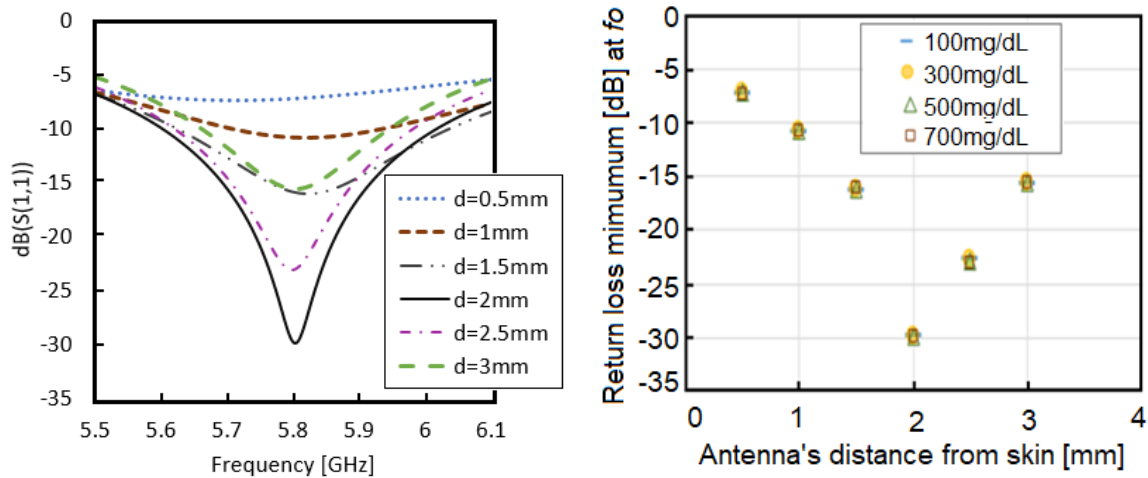 0
-5
-10
-15
-20
-25
-30
-35
dB(S(1,1))
5.5 5.6 5.7 5.8 5.9 6 6.1
Frequency [GHz]
d=0.5mm
d=1mm
d=1.5mm
d=2mm
d=2.5mm
d=3mm
0
-5
-10
-15
-20
-25
-30
-35
Return loss mimumum [dB] at fo
100mg/dL
300mg/dL
500mg/dL
700mg/dL
0 1 2 3 4
Antenna's distance from skin [mm]